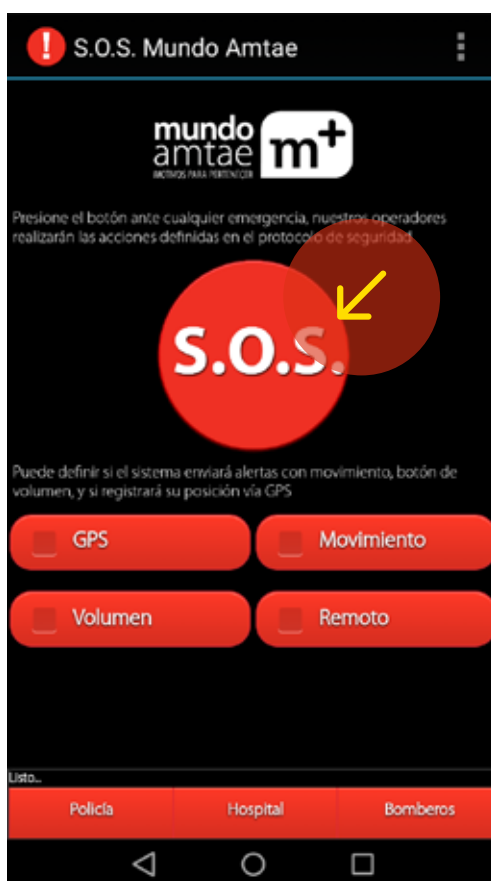 S.O.S. Mundo Amtae
mundo
amtae
m+
MOTIVOS PARA PERTENECER
Presione el botón ante cualquier emergencia, nuestros operadores
realizarán las acciones definidas en el protocolo de seguridad
S.O.S.
Puede definir si el sistema enviará alertas con movimiento, botón de
volumen, y si registrará su posición vía GPS
GPS
Movimiento
Volumen
Remoto
Listo...
Policía
Hospital
Bomberos